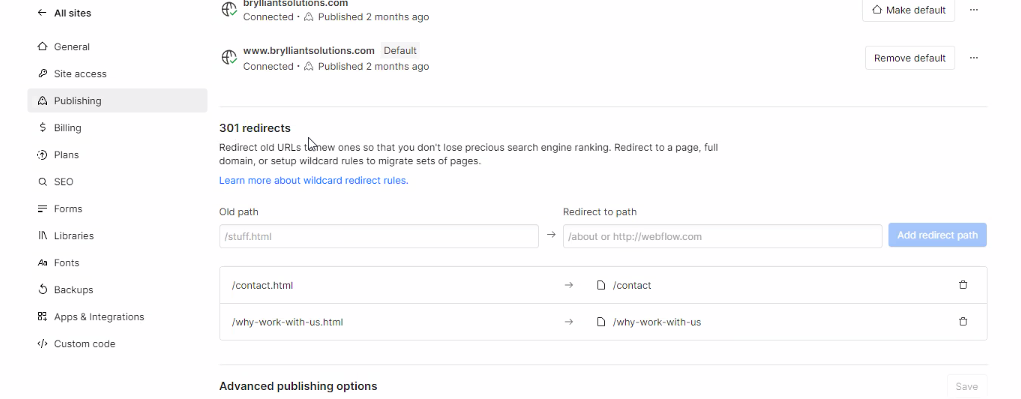 All sites
General
Site access
Publishing
Billing
Plans
SEO
Forms
Libraries
Fonts
Backups
Apps & Integrations
Custom code
brylliantsolutions.com
Connected • Published 2 months ago
Make default
www.brylliantsolutions.com Default
Connected • Published 2 months ago
Remove default
301 redirects
Redirect old URLs to new ones so that you don't lose precious search engine ranking. Redirect to a page, full
domain, or setup wildcard rules to migrate sets of pages.
Learn more about wildcard redirect rules.
Old path
Redirect to path
/stuff.html
/about or http://webflow.com
Add redirect path
/contact.html → /contact
/why-work-with-us.html → /why-work-with-us
Advanced publishing options
Save